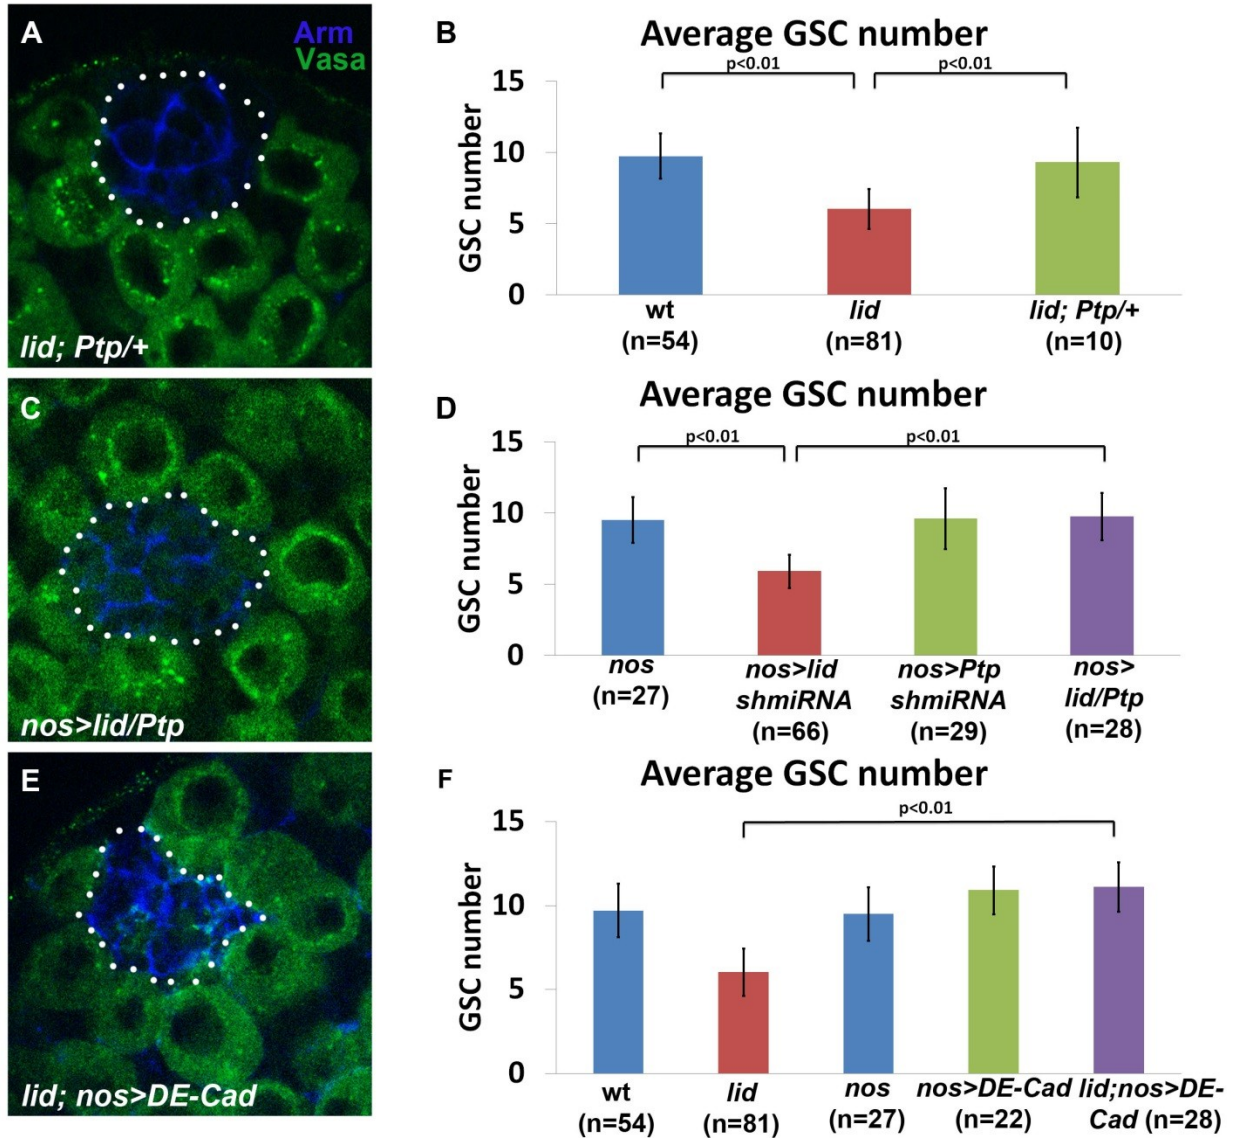 A
Arm
Vasa
lid; Ptp/+
B
Average GSC number
p<0.01
p<0.01
GSC number
15
10
5
0
wt
(n=54)
lid
(n=81)
lid; Ptp/+
(n=10)
C
nos>lid/Ptp
D
Average GSC number
p<0.01
p<0.01
GSC number
15
10
5
0
nos
(n=27)
nos>lid
shmiRNA
(n=66)
nos>Ptp
shmiRNA
(n=29)
nos>
lid/Ptp
(n=28)
E
lid; nos>DE-Cad
F
Average GSC number
p<0.01
GSC number
15
10
5
0
wt
(n=54)
lid
(n=81)
nos
(n=27)
nos>DE-Cad
(n=22)
lid;nos>DE-
Cad (n=28)